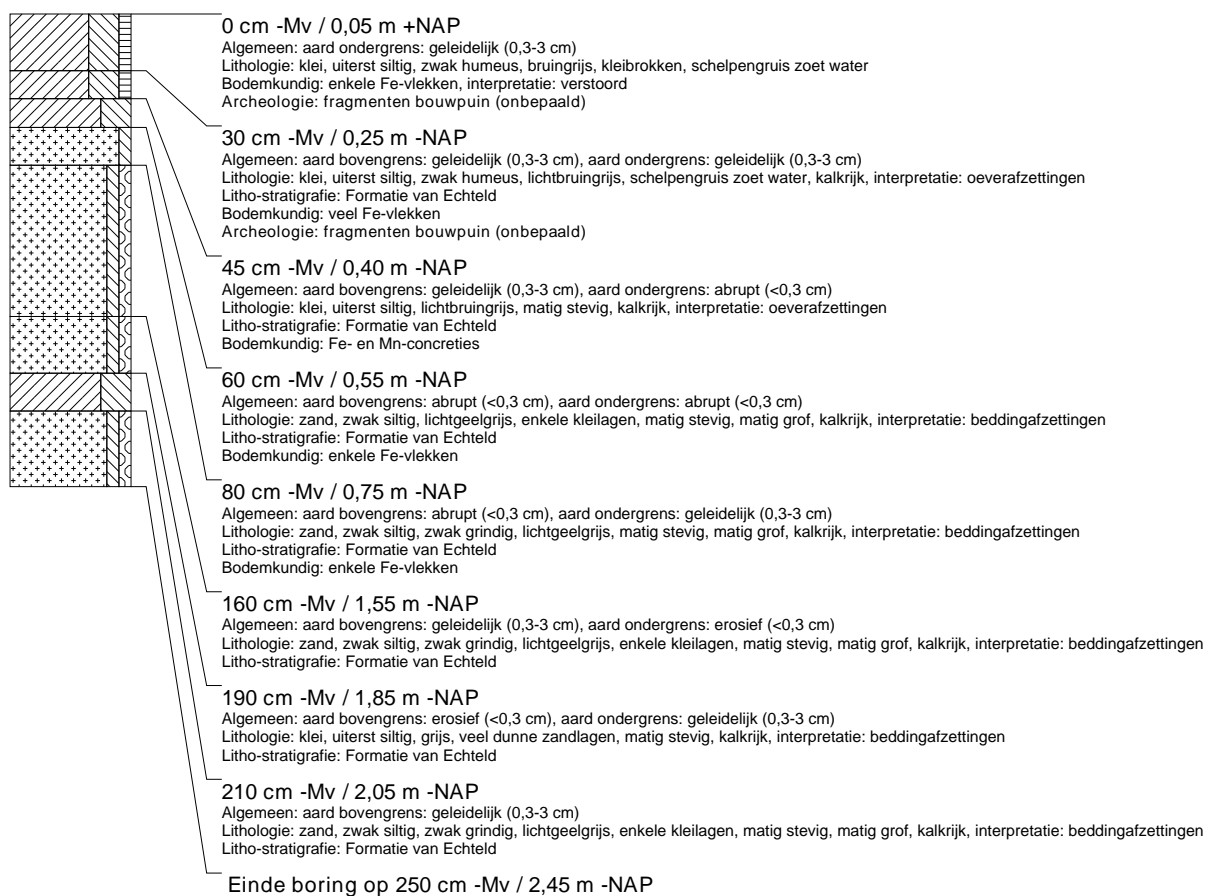 0 cm -Mv / 0,05 m +NAP
Algemeen: aard ondergrens: geleidelijk (0,3-3 cm)
Lithologie: klei, uiterst siltig, zwak humeus, bruingrijs, kleibrokken, schelpengruis zoet water
Bodemkundig: enkele Fe-vlekken, interpretatie: verstoord
Archeologie: fragmenten bouwpuin (onbepaald)
30 cm -Mv / 0,25 m -NAP
Algemeen: aard bovengrens: geleidelijk (0,3-3 cm), aard ondergrens: geleidelijk (0,3-3 cm)
Lithologie: klei, uiterst siltig, zwak humeus, lichtbruingrijs, schelpengruis zoet water, kalkrijk, interpretatie: oeverafzettingen
Litho-stratigrafie: Formatie van Echteld
Bodemkundig: veel Fe-vlekken
Archeologie: fragmenten bouwpuin (onbepaald)
45 cm -Mv / 0,40 m -NAP
Algemeen: aard bovengrens: geleidelijk (0,3-3 cm), aard ondergrens: abrupt (<0,3 cm)
Lithologie: klei, uiterst siltig, lichtbruingrijs, matig stevig, kalkrijk, interpretatie: oeverafzettingen
Litho-stratigrafie: Formatie van Echteld
Bodemkundig: Fe- en Mn-concreties
60 cm -Mv / 0,55 m -NAP
Algemeen: aard bovengrens: abrupt (<0,3 cm), aard ondergrens: abrupt (<0,3 cm)
Lithologie: zand, zwak siltig, lichtgeelgrijs, enkele kleilagen, matig stevig, matig grof, kalkrijk, interpretatie: beddingafzettingen
Litho-stratigrafie: Formatie van Echteld
Bodemkundig: enkele Fe-vlekken
80 cm -Mv / 0,75 m -NAP
Algemeen: aard bovengrens: abrupt (<0,3 cm), aard ondergrens: geleidelijk (0,3-3 cm)
Lithologie: zand, zwak siltig, zwak grindig, lichtgeelgrijs, matig stevig, matig grof, kalkrijk, interpretatie: beddingafzettingen
Litho-stratigrafie: Formatie van Echteld
Bodemkundig: enkele Fe-vlekken
160 cm -Mv / 1,55 m -NAP
Algemeen: aard bovengrens: geleidelijk (0,3-3 cm), aard ondergrens: erosief (<0,3 cm)
Lithologie: zand, zwak siltig, zwak grindig, lichtgeelgrijs, enkele kleilagen, matig stevig, matig grof, kalkrijk, interpretatie: beddingafzettingen
Litho-stratigrafie: Formatie van Echteld
190 cm -Mv / 1,85 m -NAP
Algemeen: aard bovengrens: erosief (<0,3 cm), aard ondergrens: geleidelijk (0,3-3 cm)
Lithologie: klei, uiterst siltig, grijs, veel dunne zandlagen, matig stevig, kalkrijk, interpretatie: beddingafzettingen
Litho-stratigrafie: Formatie van Echteld
210 cm -Mv / 2,05 m -NAP
Algemeen: aard bovengrens: geleidelijk (0,3-3 cm)
Lithologie: zand, zwak siltig, zwak grindig, lichtgeelgrijs, enkele kleilagen, matig stevig, matig grof, kalkrijk, interpretatie: beddingafzettingen
Litho-stratigrafie: Formatie van Echteld
Einde boring op 250 cm -Mv / 2,45 m -NAP